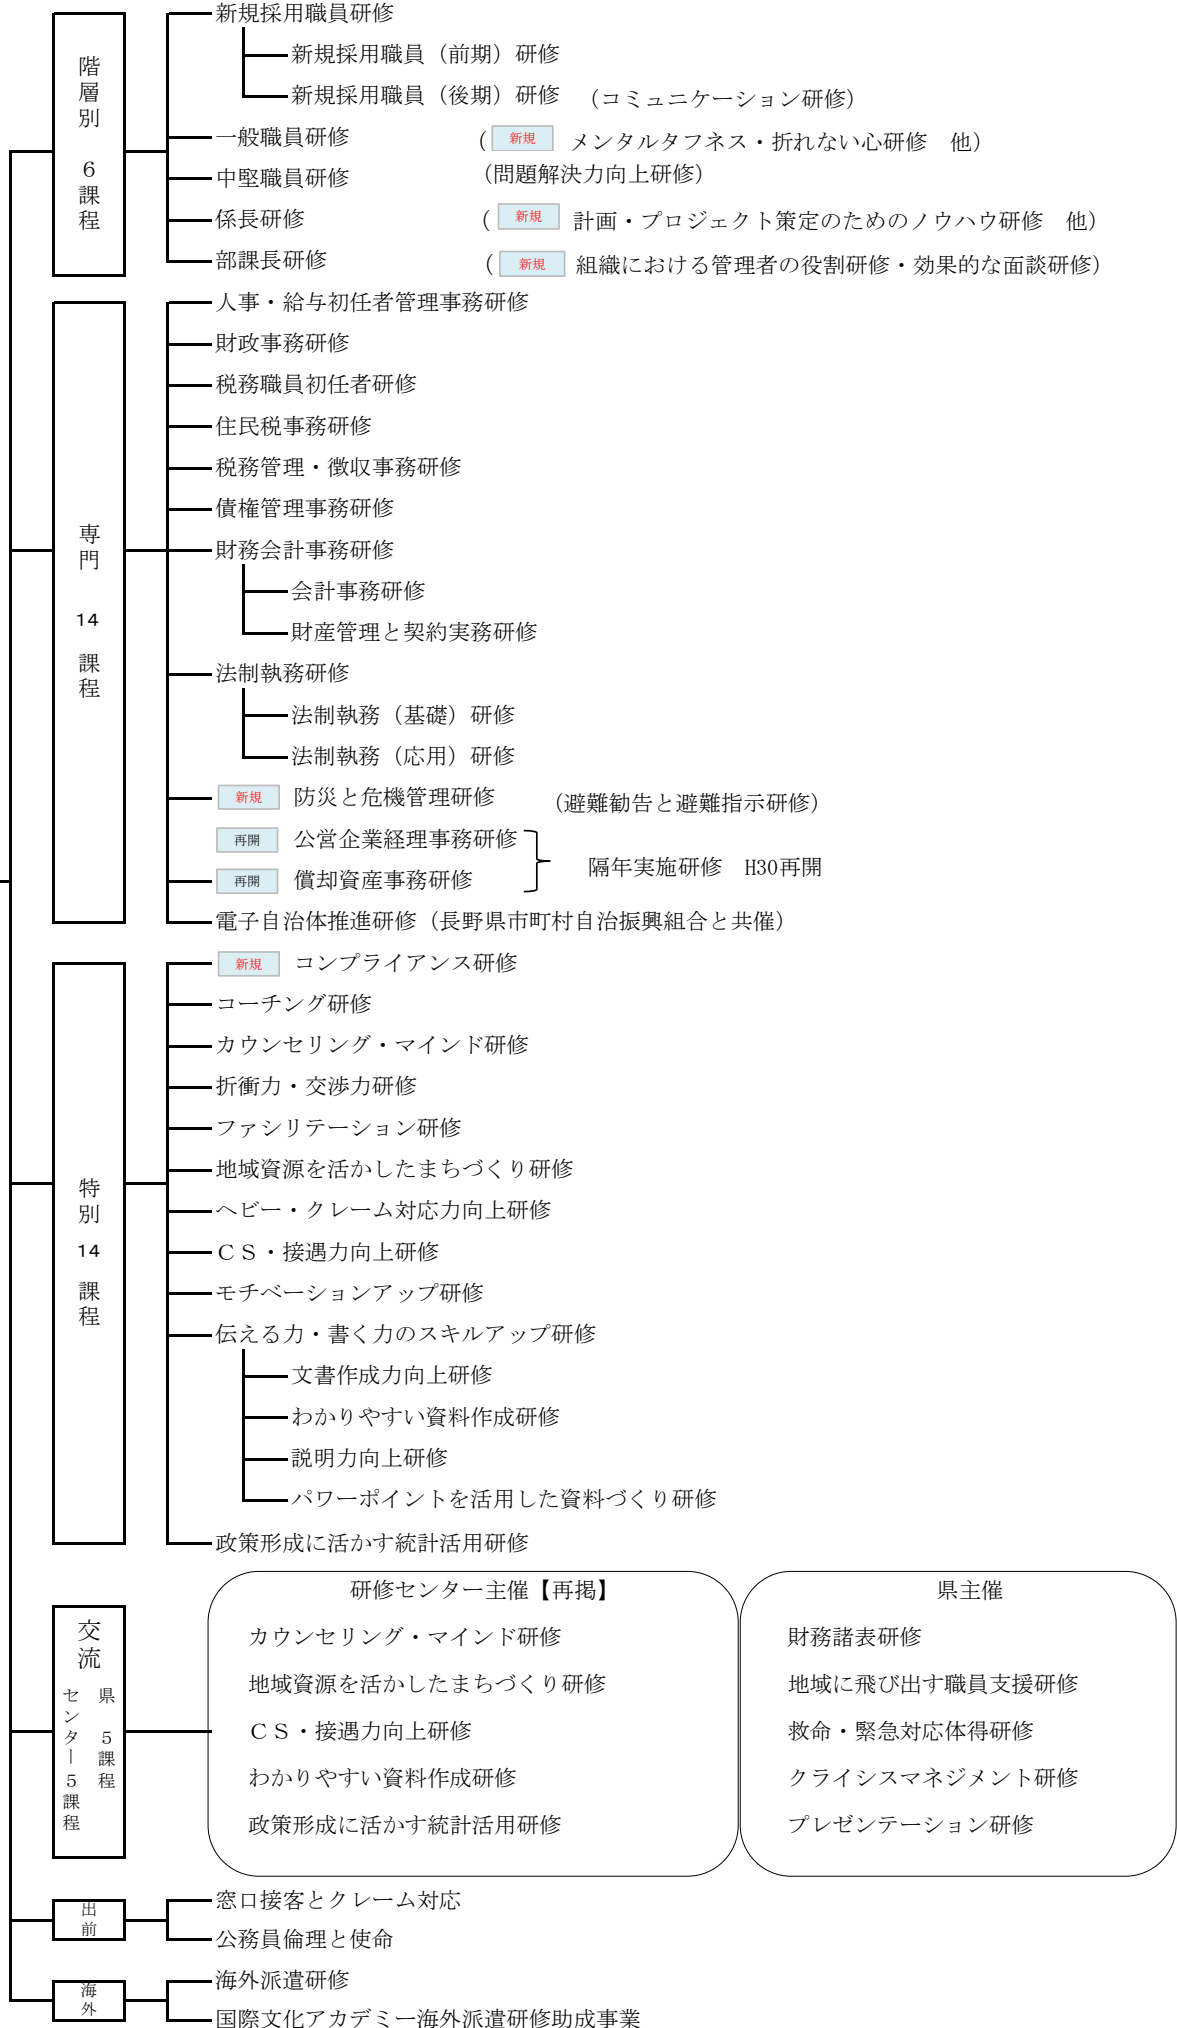 階層別 6 課程
新規採用職員研修
新規採用職員（前期）研修
新規採用職員（後期）研修 （コミュニケーション研修）
一般職員研修 （ 新規 メンタルタフネス・折れない心研修 他）
中堅職員研修 （問題解決力向上研修）
係長研修 （ 新規 計画・プロジェクト策定のためのノウハウ研修 他）
部課長研修 （ 新規 組織における管理者の役割研修・効果的な面談研修）
専門 14 課程
人事・給与初任者管理事務研修
財政事務研修
税務職員初任者研修
住民税事務研修
税務管理・徴収事務研修
債権管理事務研修
財務会計事務研修
会計事務研修
財産管理と契約実務研修
法制執務研修
法制執務（基礎）研修
法制執務（応用）研修
新規 防災と危機管理研修 （避難勧告と避難指示研修）
再開 公営企業経理事務研修
再開 償却資産事務研修
隔年実施研修 H30再開
電子自治体推進研修（長野県市町村自治振興組合と共催）
特別 14 課程
新規 コンプライアンス研修
コーチング研修
カウンセリング・マインド研修
折衝力・交渉力研修
ファシリテーション研修
地域資源を活かしたまちづくり研修
ヘビー・クレーム対応力向上研修
ＣＳ・接遇力向上研修
モチベーションアップ研修
伝える力・書く力のスキルアップ研修
文書作成力向上研修
わかりやすい資料作成研修
説明力向上研修
パワーポイントを活用した資料づくり研修
政策形成に活かす統計活用研修
交流
県 5課程
センター5課程
研修センター主催【再掲】
カウンセリング・マインド研修
地域資源を活かしたまちづくり研修
ＣＳ・接遇力向上研修
わかりやすい資料作成研修
政策形成に活かす統計活用研修
県主催
財務諸表研修
地域に飛び出す職員支援研修
救命・緊急対応体得研修
クライシスマネジメント研修
プレゼンテーション研修
出前
窓口接客とクレーム対応
公務員倫理と使命
海外
海外派遣研修
国際文化アカデミー海外派遣研修助成事業